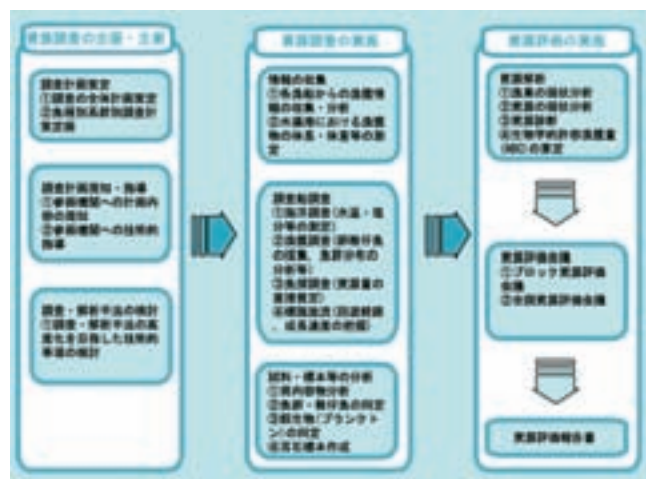 資源調査の企画・立案
調査計画策定
①調査の全体計画策定
②魚種別系群別調査計
画策定
調査計画周知・指導
①参画機関への計画内
容の周知
②参画機関への技術的
指導
調査・解析手法の検討
①調査・解析手法の高
度化を目指した技術的
事項の検討
資源調査の実施
情報の収集
①各漁船からの漁獲情
報の収集・分析
②水揚港における漁獲
物の体長・体重等の測
定
調査船調査
①海洋調査(水温・塩
分等の測定)
②漁獲調査(卵稚仔魚
の採集、魚群分布の
分析等)
③魚探調査(資源量の
直接推定)
④標識放流(回遊経路
、成長速度の把握)
試料・標本等の分析
①胃内容物分析
②魚卵・稚仔魚の同定
③餌生物(プランクト
ン)の同定
④耳石標本作成
資源評価の実施
資源解析
①漁業の現状分析
②資源の現状分析
③資源診断
④生物学的許容漁獲量
(ABC)の算定
資源評価会議
①ブロック資源評価
会議
②全国資源評価会議
資源評価報告書